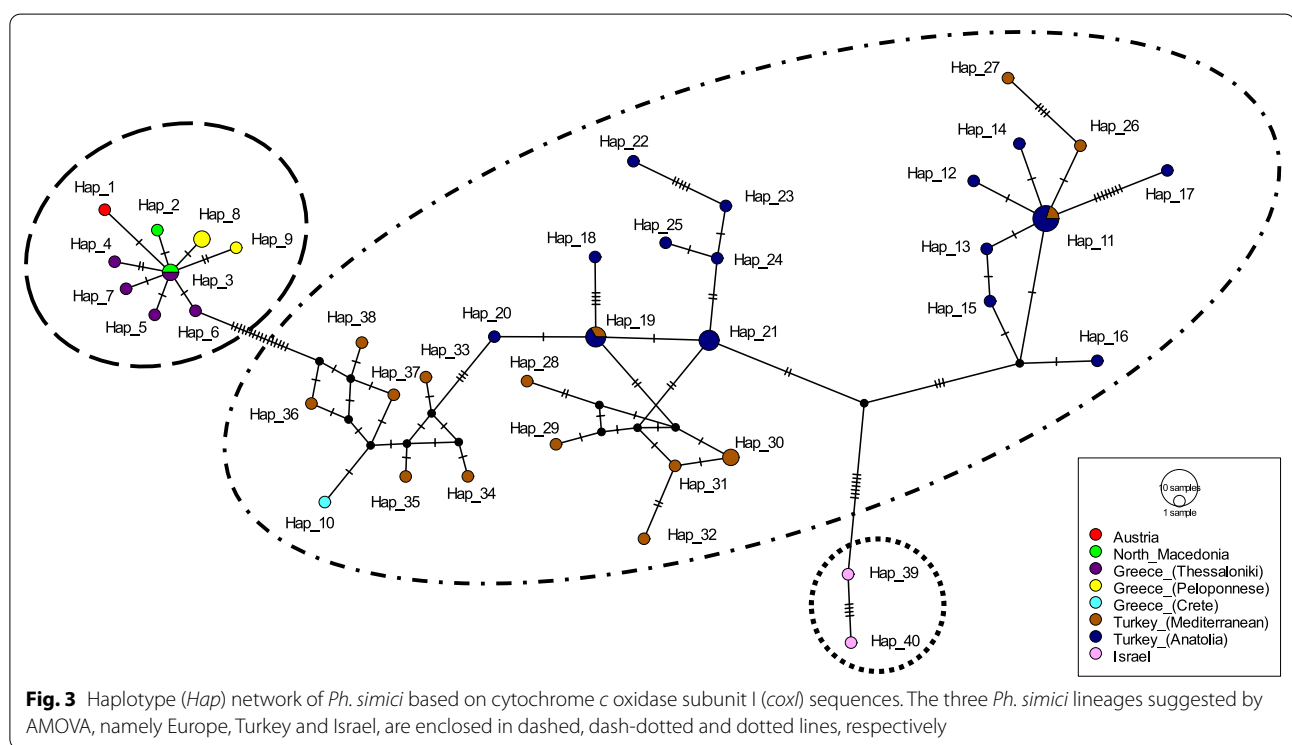 Hap_27
Hap_14
Hap_26
Hap_22
Hap_12
Hap_17
Hap_1
Hap_2
Hap_8
Hap_23
Hap_25
Hap_11
Hap_4
Hap_9
Hap_18
Hap_24
Hap_13
Hap_3
Hap_7
Hap_5
Hap_6
Hap_15
Hap_20
Hap_38
Hap_19
Hap_21
Hap_16
Hap_33
Hap_28
Hap_37
Hap_36
Hap_29
Hap_30
Hap_31
Hap_35
Hap_34
Hap_10
Hap_32
Hap_39
Hap_40
10 samples
1 sample
Austria
North_Macedonia
Greece_(Thessaloniki)
Greece_(Peloponnese)
Greece_(Crete)
Turkey_(Mediterranean)
Turkey_(Anatolia)
Israel
Fig. 3 Haplotype (Hap) network of Ph. simici based on cytochrome c oxidase subunit I (coxI) sequences. The three Ph. simici lineages suggested by
AMOVA, namely Europe, Turkey and Israel, are enclosed in dashed, dash-dotted and dotted lines, respectively